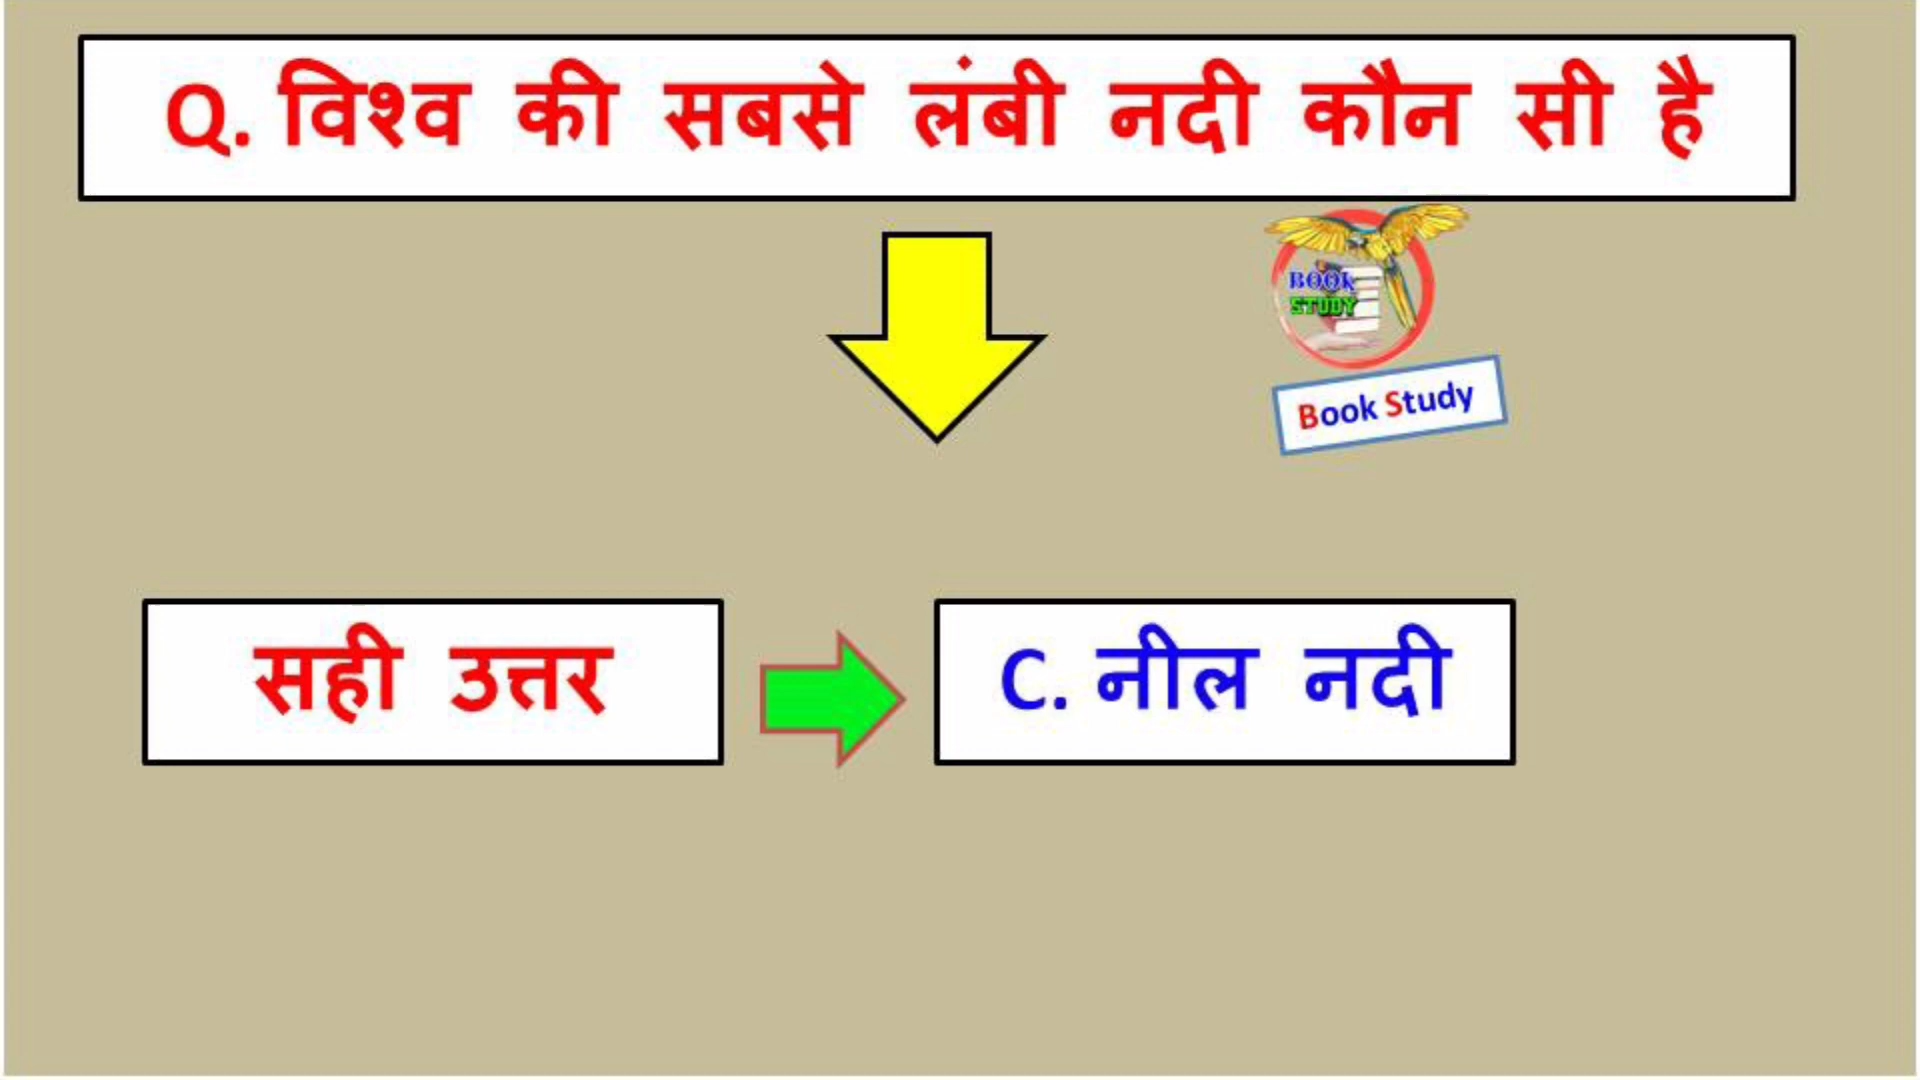 Q. विश्व की सबसे लंबी नदी कौन सी है
BOOK
STUDY
Book Study
सही उत्तर
C. नील नदी